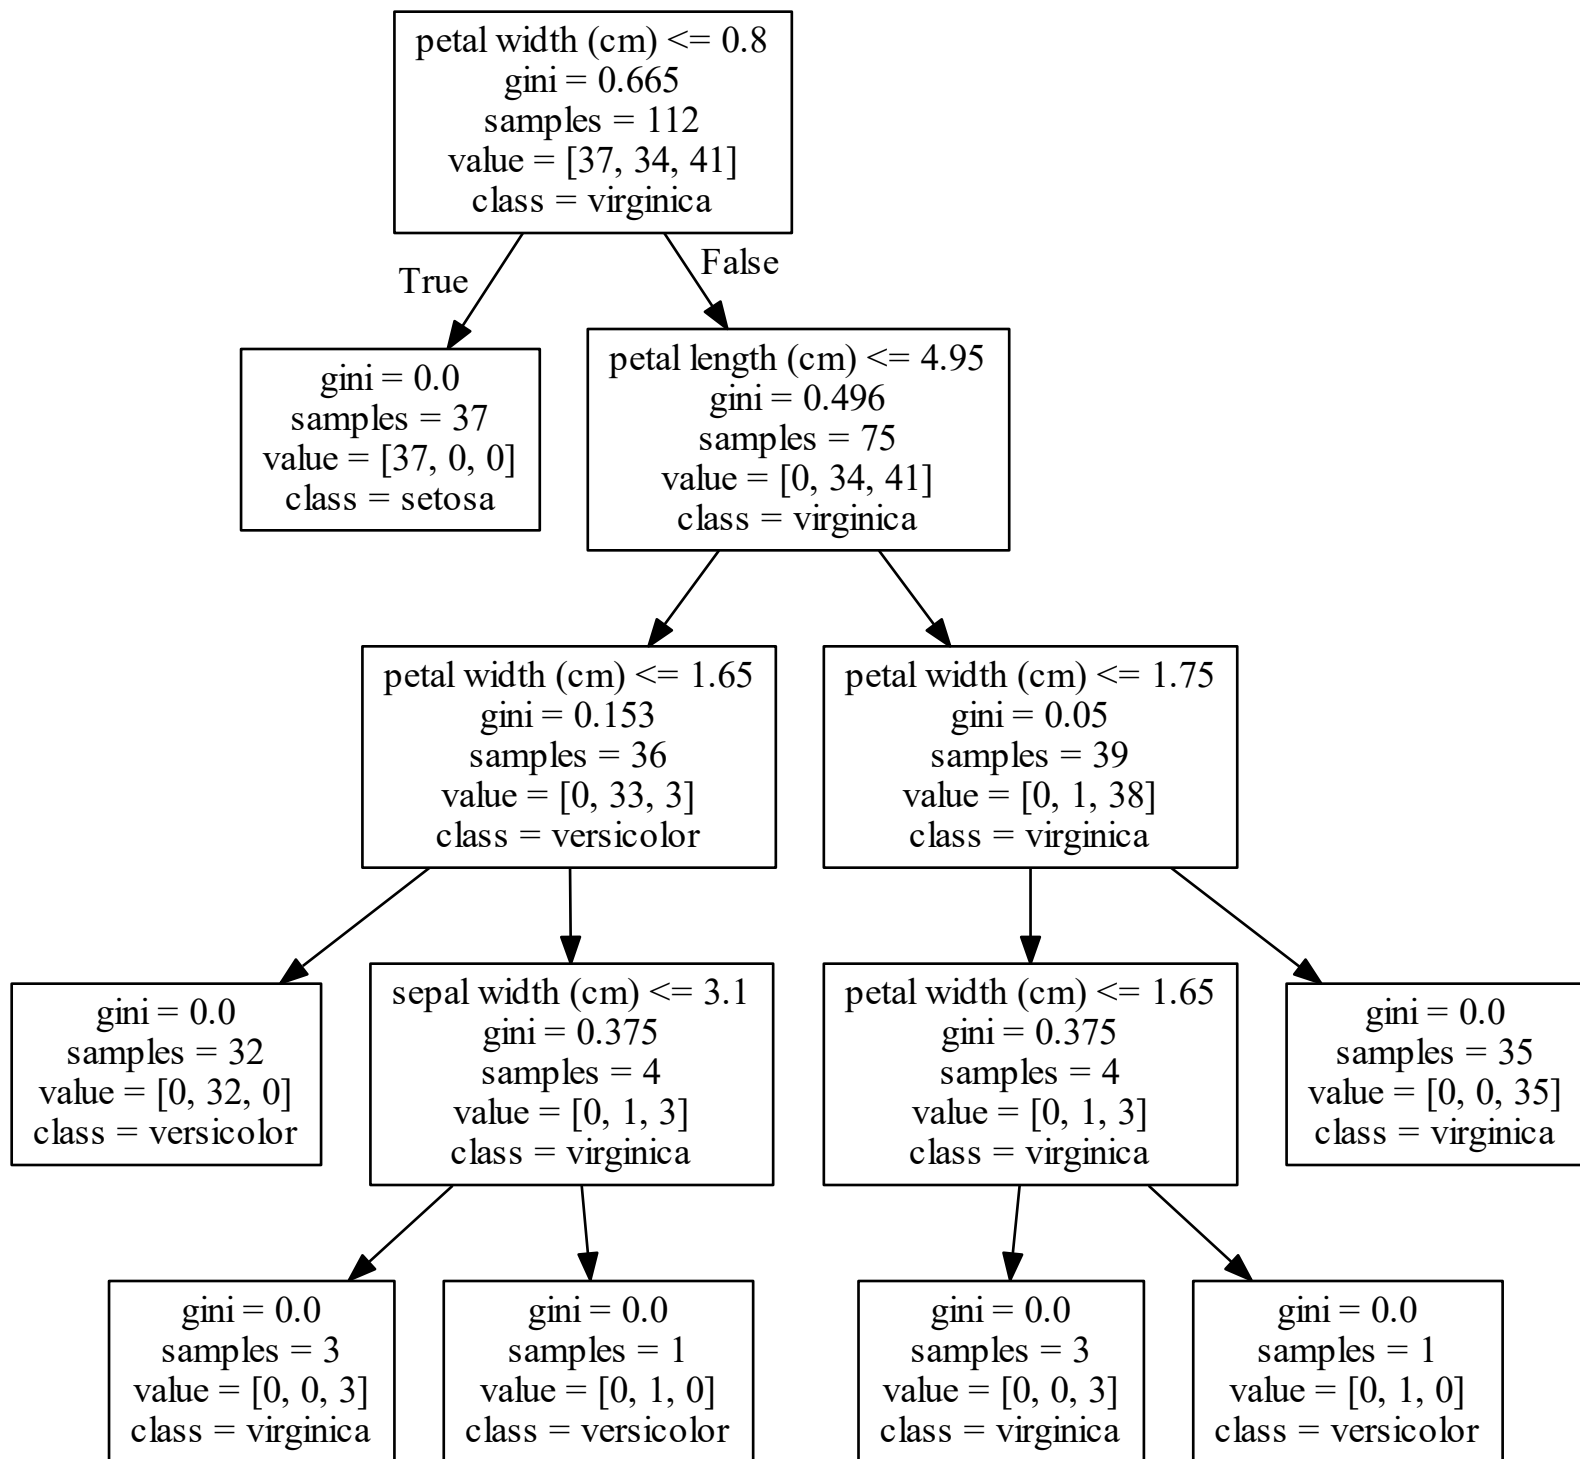 petal width (cm) <= 0.8
gini = 0.665
samples = 112
value = [37, 34, 41]
class = virginica
True
False
gini = 0.0
samples = 37
value = [37, 0, 0]
class = setosa
petal length (cm) <= 4.95
gini = 0.496
samples = 75
value = [0, 34, 41]
class = virginica
petal width (cm) <= 1.65
gini = 0.153
samples = 36
value = [0, 33, 3]
class = versicolor
petal width (cm) <= 1.75
gini = 0.05
samples = 39
value = [0, 1, 38]
class = virginica
gini = 0.0
samples = 32
value = [0, 32, 0]
class = versicolor
sepal width (cm) <= 3.1
gini = 0.375
samples = 4
value = [0, 1, 3]
class = virginica
petal width (cm) <= 1.65
gini = 0.375
samples = 4
value = [0, 1, 3]
class = virginica
gini = 0.0
samples = 35
value = [0, 0, 35]
class = virginica
gini = 0.0
samples = 3
value = [0, 0, 3]
class = virginica
gini = 0.0
samples = 1
value = [0, 1, 0]
class = versicolor
gini = 0.0
samples = 3
value = [0, 0, 3]
class = virginica
gini = 0.0
samples = 1
value = [0, 1, 0]
class = versicolor